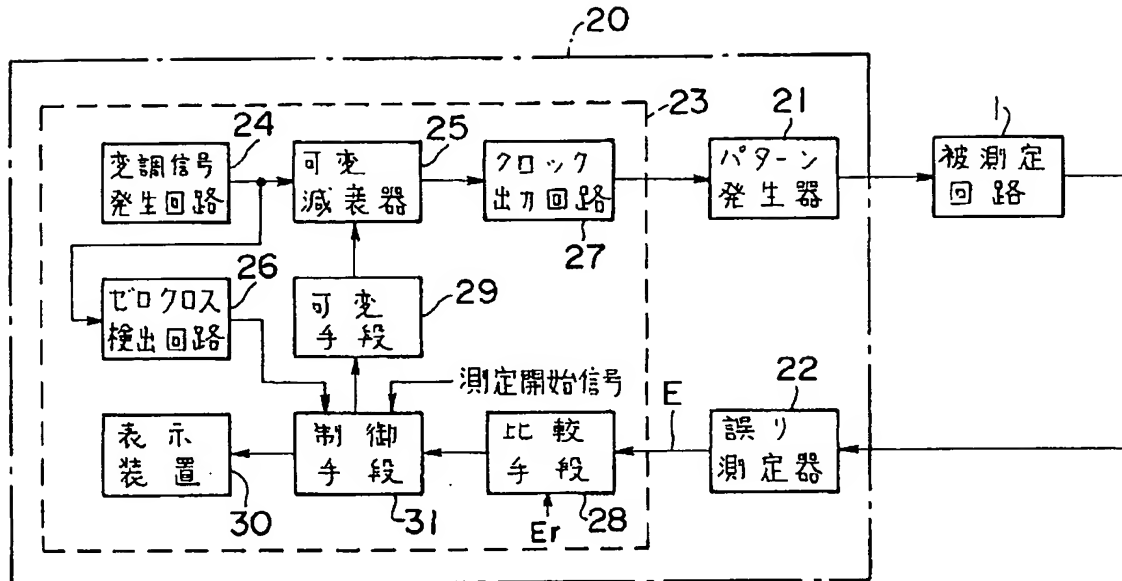 20
23
24
変調信号
発生回路
25
可変
減衰器
クロック
出力回路
27
21
パターン
発生器
1
被測定
回路
26
ゼロクロス
検出回路
可変
手段
29
測定開始信号
表示
装置
30
制御
手段
31
比較
手段
28
Er
E
22
誤り
測定器